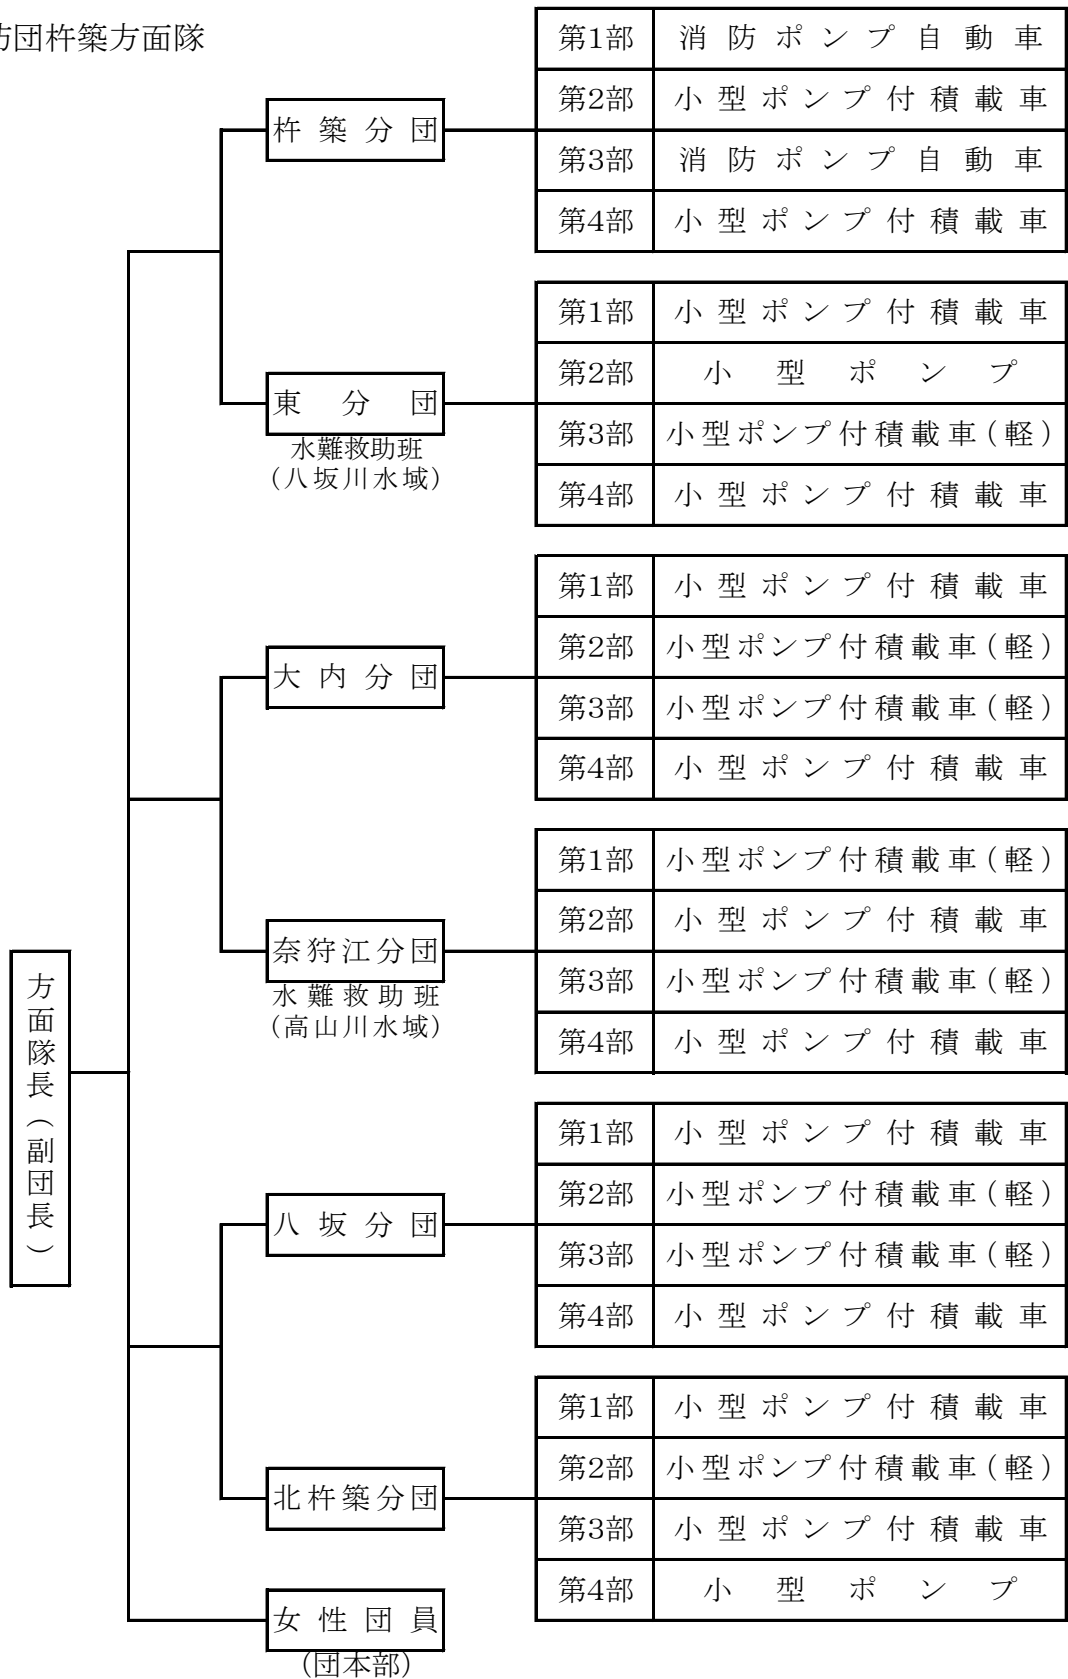 防団杵築方面隊
第1部 消防ポンプ自動車
第2部 小型ポンプ付積載車
杵築分団
第3部 消防ポンプ自動車
第4部 小型ポンプ付積載車
第1部 小型ポンプ付積載車
第2部 小型ポンプ
東分団
水難救助班
(八坂川水域)
第3部 小型ポンプ付積載車(軽)
第4部 小型ポンプ付積載車
第1部 小型ポンプ付積載車
第2部 小型ポンプ付積載車(軽)
大内分団
第3部 小型ポンプ付積載車(軽)
第4部 小型ポンプ付積載車
第1部 小型ポンプ付積載車(軽)
第2部 小型ポンプ付積載車
奈狩江分団
水難救助班
(高山川水域)
第3部 小型ポンプ付積載車(軽)
第4部 小型ポンプ付積載車
方面隊長(副団長)
第1部 小型ポンプ付積載車
第2部 小型ポンプ付積載車(軽)
八坂分団
第3部 小型ポンプ付積載車(軽)
第4部 小型ポンプ付積載車
第1部 小型ポンプ付積載車
第2部 小型ポンプ付積載車(軽)
北杵築分団
第3部 小型ポンプ付積載車
第4部 小型ポンプ
女性団員
(団本部)